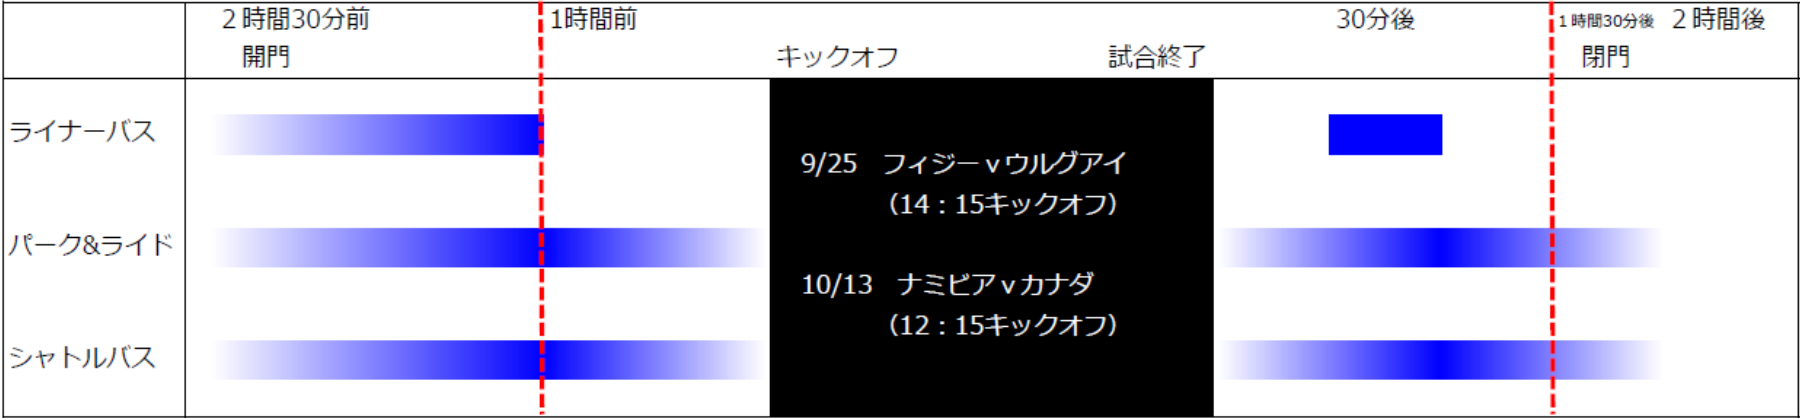 ２時間30分前
1時間前
30分後
１時間30分後
２時間後
開門
キックオフ
試合終了
閉門
ライナーバス
9/25　フィジーｖウルグアイ
（14：15キックオフ）
パーク&ライド
10/13　ナミビアｖカナダ
（12：15キックオフ）
シャトルバス